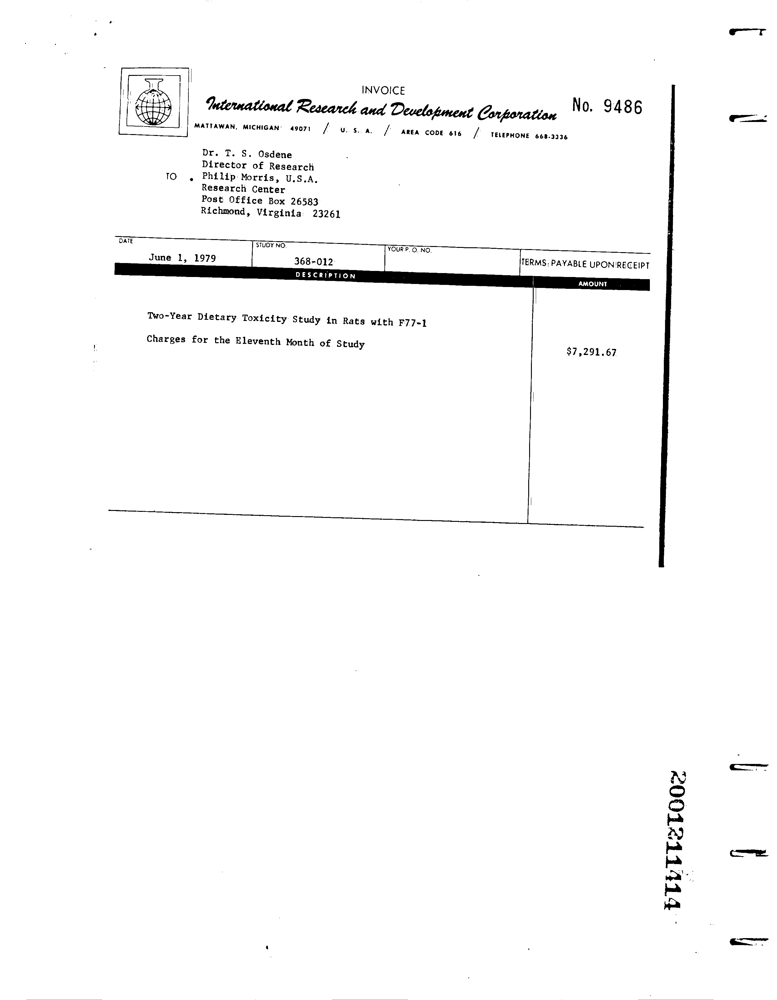 INVOICE
International Research and Development Corporation
No. 9486
MATTAWAN, MICHIGAN 49071 / U. S. A. / AREA CODE 616 / TELEPHONE 668-3336
Dr. T. S. Osdene
Director of Research
TO . Philip Morris, U.S.A.
Research Center
Post Office Box 26583
Richmond, Virginia 23261
DATE STUDY NO. YOUR P. O. NO.
June 1, 1979 368-012 TERMS: PAYABLE UPON RECEIPT
DESCRIPTION AMOUNT
Two-Year Dietary Toxicity Study in Rats with F77-1
Charges for the Eleventh Month of Study $7,291.67
2001211414